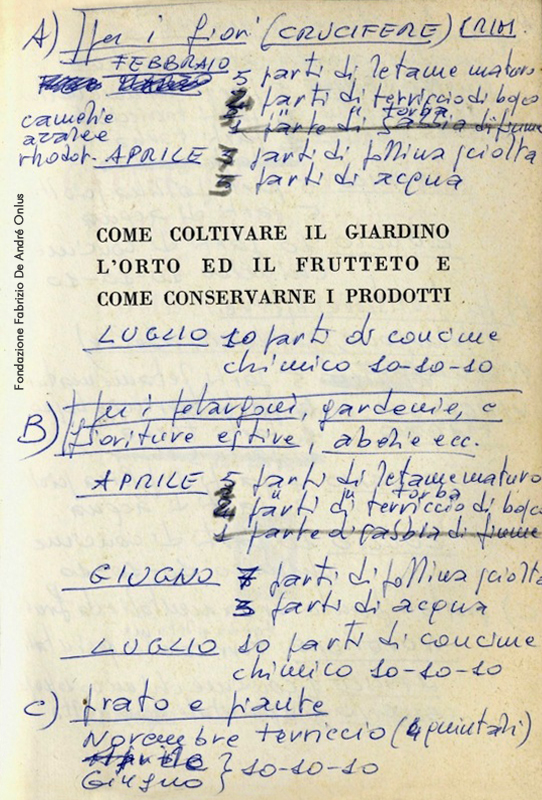 A) Per i fiori (CRUCIFERE)
FEBBRAIO 5 parti di letame maturo
parti di terriccio di bosco
camelie
" " torba
1 parte di sabbia di fiume
azalee
rhodor. APRILE parti di pollina sciolta
parti di acqua
Fondazione Fabrizio De André Onlus
COME COLTIVARE IL GIARDINO
L'ORTO ED IL FRUTTETO E
COME CONSERVARNE I PRODOTTI
LUGLIO 10 parti di concime
chimico 10-10-10
B) Per i pelargoni, gardenie, e
fioriture estive, abelie ecc.
APRILE 5 parti di letame maturo
" " torba
parti di terriccio di bosco
1 parte di sabbia di fiume
GIUGNO 7 parti di pollina sciolta
3 parti di acqua
LUGLIO 10 parti di concime
chimico 10-10-10
C) Prato e piante
Novembre terriccio (4 quintali)
Aprile
Giugno } 10-10-10